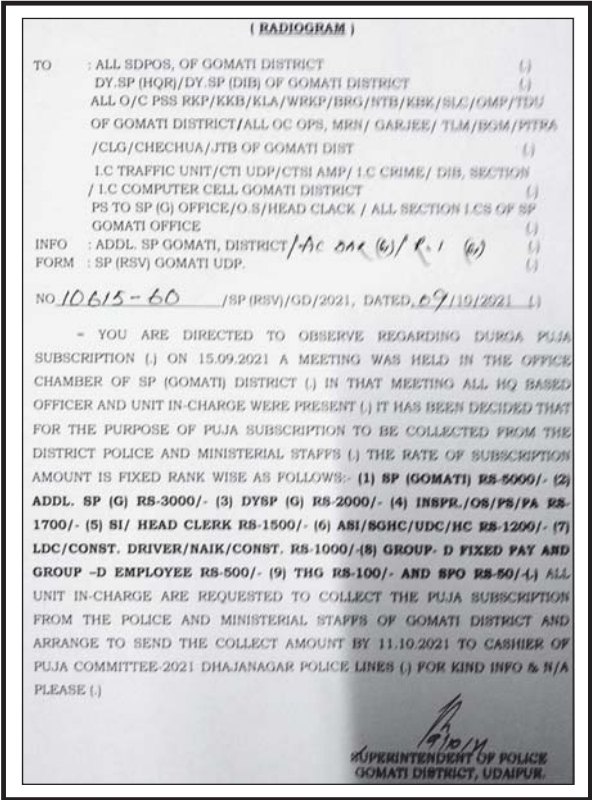 ( RADIOGRAM )
TO : ALL SDPOS, OF GOMATI DISTRICT (.)
DY.SP (HQR)/DY.SP (DIB) OF GOMATI DISTRICT (.)
ALL O/C PSS RKP/KKB/KLA/WRKP/BRG/NTB/KBK/SLC/OMP/TDU
OF GOMATI DISTRICT/ALL OC OPS, MRN/ GARJEE/ TLM/BGM/PITRA
/CLG/CHECHUA/JTB OF GOMATI DIST (.)
I.C TRAFFIC UNIT/CTI UDP/CTSI AMP/ I.C CRIME/ DIB, SECTION
/ I.C COMPUTER CELL GOMATI DISTRICT (.)
PS TO SP (G) OFFICE/O.S/HEAD CLACK / ALL SECTION I.CS OF SP
GOMATI OFFICE (.)
INFO : ADDL. SP GOMATI, DISTRICT/AC DAR (G)/ R.I (G) (.)
FORM : SP (RSV) GOMATI UDP. (.)
NO 10615-60 /SP (RSV)/GD/2021, DATED, 09/10/2021 (.)
- YOU ARE DIRECTED TO OBSERVE REGARDING DURGA PUJA
SUBSCRIPTION (.) ON 15.09.2021 A MEETING WAS HELD IN THE OFFICE
CHAMBER OF SP (GOMATI) DISTRICT (.) IN THAT MEETING ALL HQ BASED
OFFICER AND UNIT IN-CHARGE WERE PRESENT (.) IT HAS BEEN DECIDED THAT
FOR THE PURPOSE OF PUJA SUBSCRIPTION TO BE COLLECTED FROM THE
DISTRICT POLICE AND MINISTERIAL STAFFS (.) THE RATE OF SUBSCRIPTION
AMOUNT IS FIXED RANK WISE AS FOLLOWS:- (1) SP (GOMATI) RS-5000/- (2)
ADDL. SP (G) RS-3000/- (3) DYSP (G) RS-2000/- (4) INSPR./OS/PS/PA RS-
1700/- (5) SI/ HEAD CLERK RS-1500/- (6) ASI/SGHC/UDC/HC RS-1200/- (7)
LDC/CONST. DRIVER/NAIK/CONST. RS-1000/-(8) GROUP- D FIXED PAY AND
GROUP –D EMPLOYEE RS-500/- (9) THG RS-100/- AND SPO RS-50/-(.) ALL
UNIT IN-CHARGE ARE REQUESTED TO COLLECT THE PUJA SUBSCRIPTION
FROM THE POLICE AND MINISTERIAL STAFFS OF GOMATI DISTRICT AND
ARRANGE TO SEND THE COLLECT AMOUNT BY 11.10.2021 TO CASHIER OF
PUJA COMMITTEE-2021 DHAJANAGAR POLICE LINES (.) FOR KIND INFO & N/A
PLEASE (.)
9/10/21
SUPERINTENDENT OF POLICE
GOMATI DISTRICT, UDAIPUR.